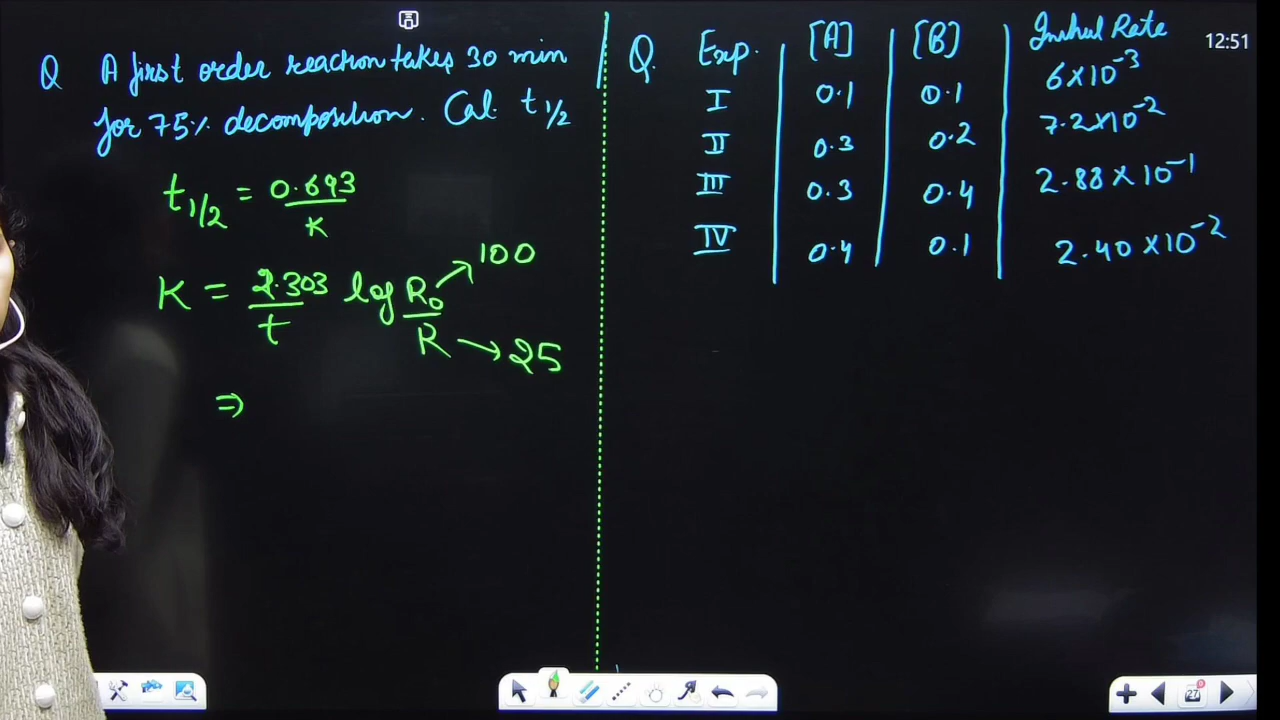 Q A first order reaction takes 30 min
for 75% decomposition. Cal. t 1/2
t1/2 = 0.693
K
K = 2.303 log R0 → 100
t R → 25
⇒
Q. Exp. [A] [B] Initial Rate
I 0.1 0.1 6×10-3
II 0.3 0.2 7.2×10-2
III 0.3 0.4 2.88×10-1
IV 0.4 0.1 2.40×10-2
12:51
27